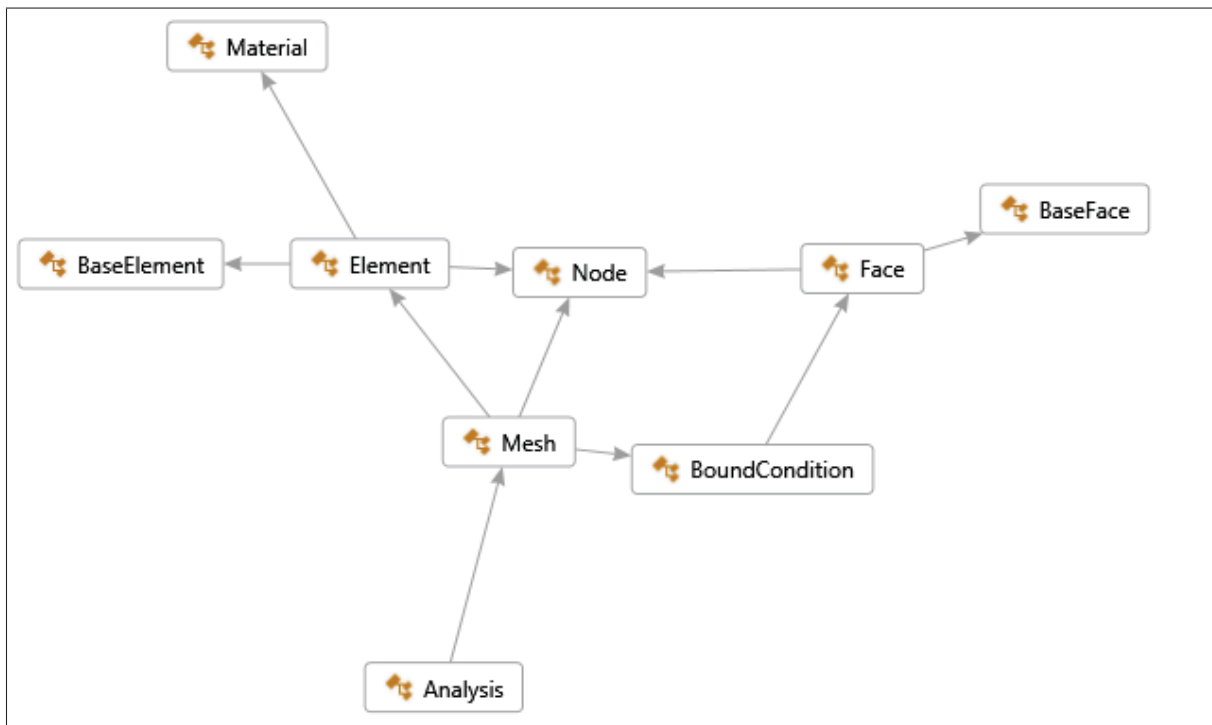 Material
BaseFace
BaseElement
Element
Node
Face
Mesh
BoundCondition
Analysis